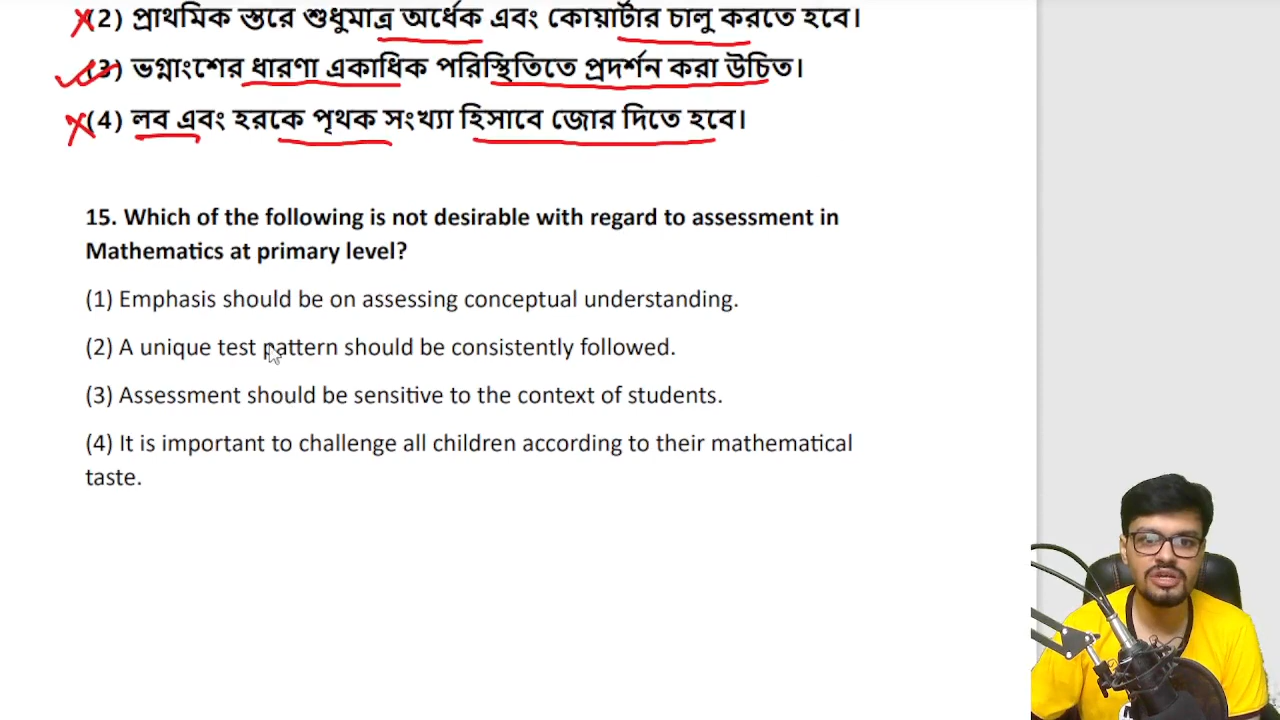 (2) প্রাথমিক স্তরে শুধুমাত্র অর্ধেক এবং কোয়ার্টার চালু করতে হবে।
(3) ভগ্নাংশের ধারণা একাধিক পরিস্থিতিতে প্রদর্শন করা উচিত।
(4) লব এবং হরকে পৃথক সংখ্যা হিসাবে জোর দিতে হবে।
15. Which of the following is not desirable with regard to assessment in
Mathematics at primary level?
(1) Emphasis should be on assessing conceptual understanding.
(2) A unique test pattern should be consistently followed.
(3) Assessment should be sensitive to the context of students.
(4) It is important to challenge all children according to their mathematical
taste.